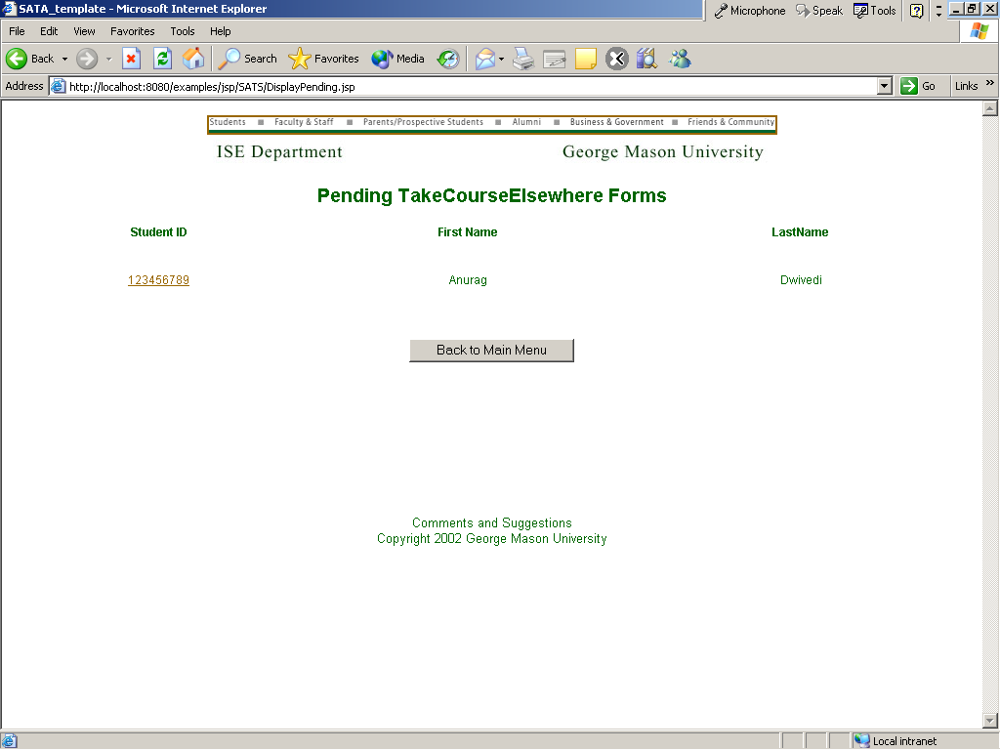 SATA_template - Microsoft Internet Explorer
Microphone Speak Tools
File Edit View Favorites Tools Help
Back Search Favorites Media
Address http://localhost:8080/examples/jsp/SATS/DisplayPending.jsp Go Links »
Students Faculty & Staff Parents/Prospective Students Alumni Business & Government Friends & Community
ISE Department George Mason University
Pending TakeCourseElsewhere Forms
Student ID First Name LastName
123456789 Anurag Dwivedi
Back to Main Menu
Comments and Suggestions
Copyright 2002 George Mason University
Local intranet